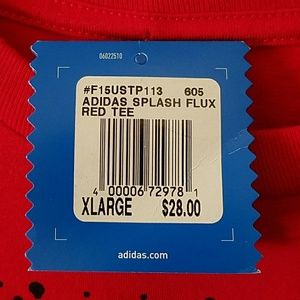 06022510
#F15USTP113 605
ADIDAS SPLASH FLUX
RED TEE
4 00006 72978 1
XLARGE $28.00
adidas.com